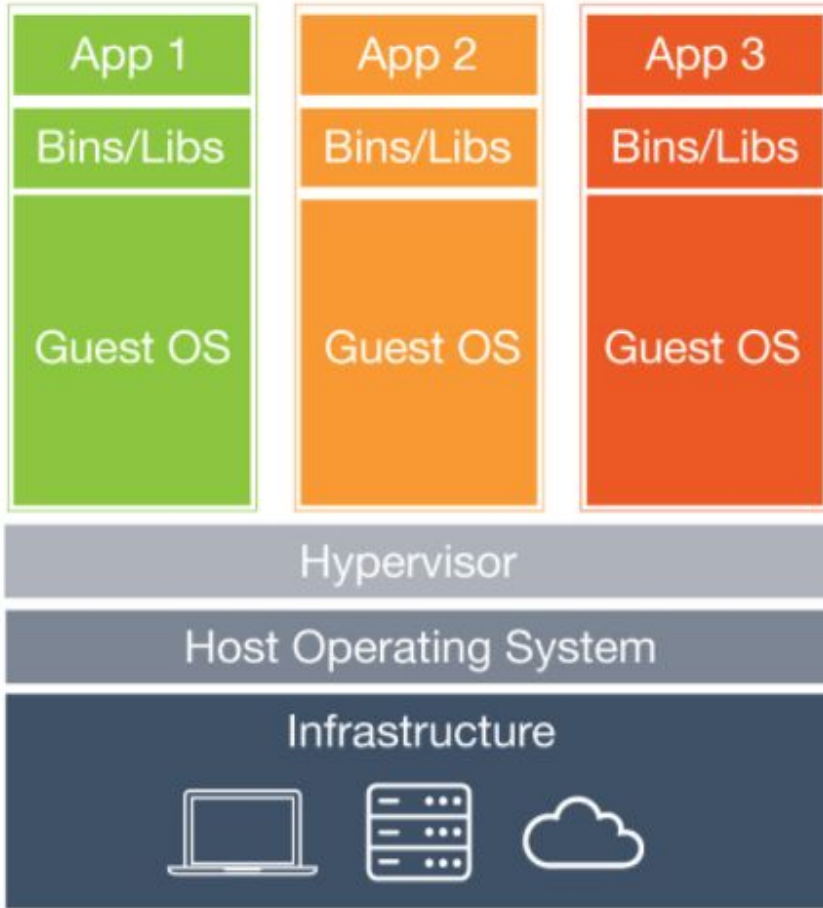 App 1
App 2
App 3
Bins/Libs
Bins/Libs
Bins/Libs
Guest OS
Guest OS
Guest OS
Hypervisor
Host Operating System
Infrastructure